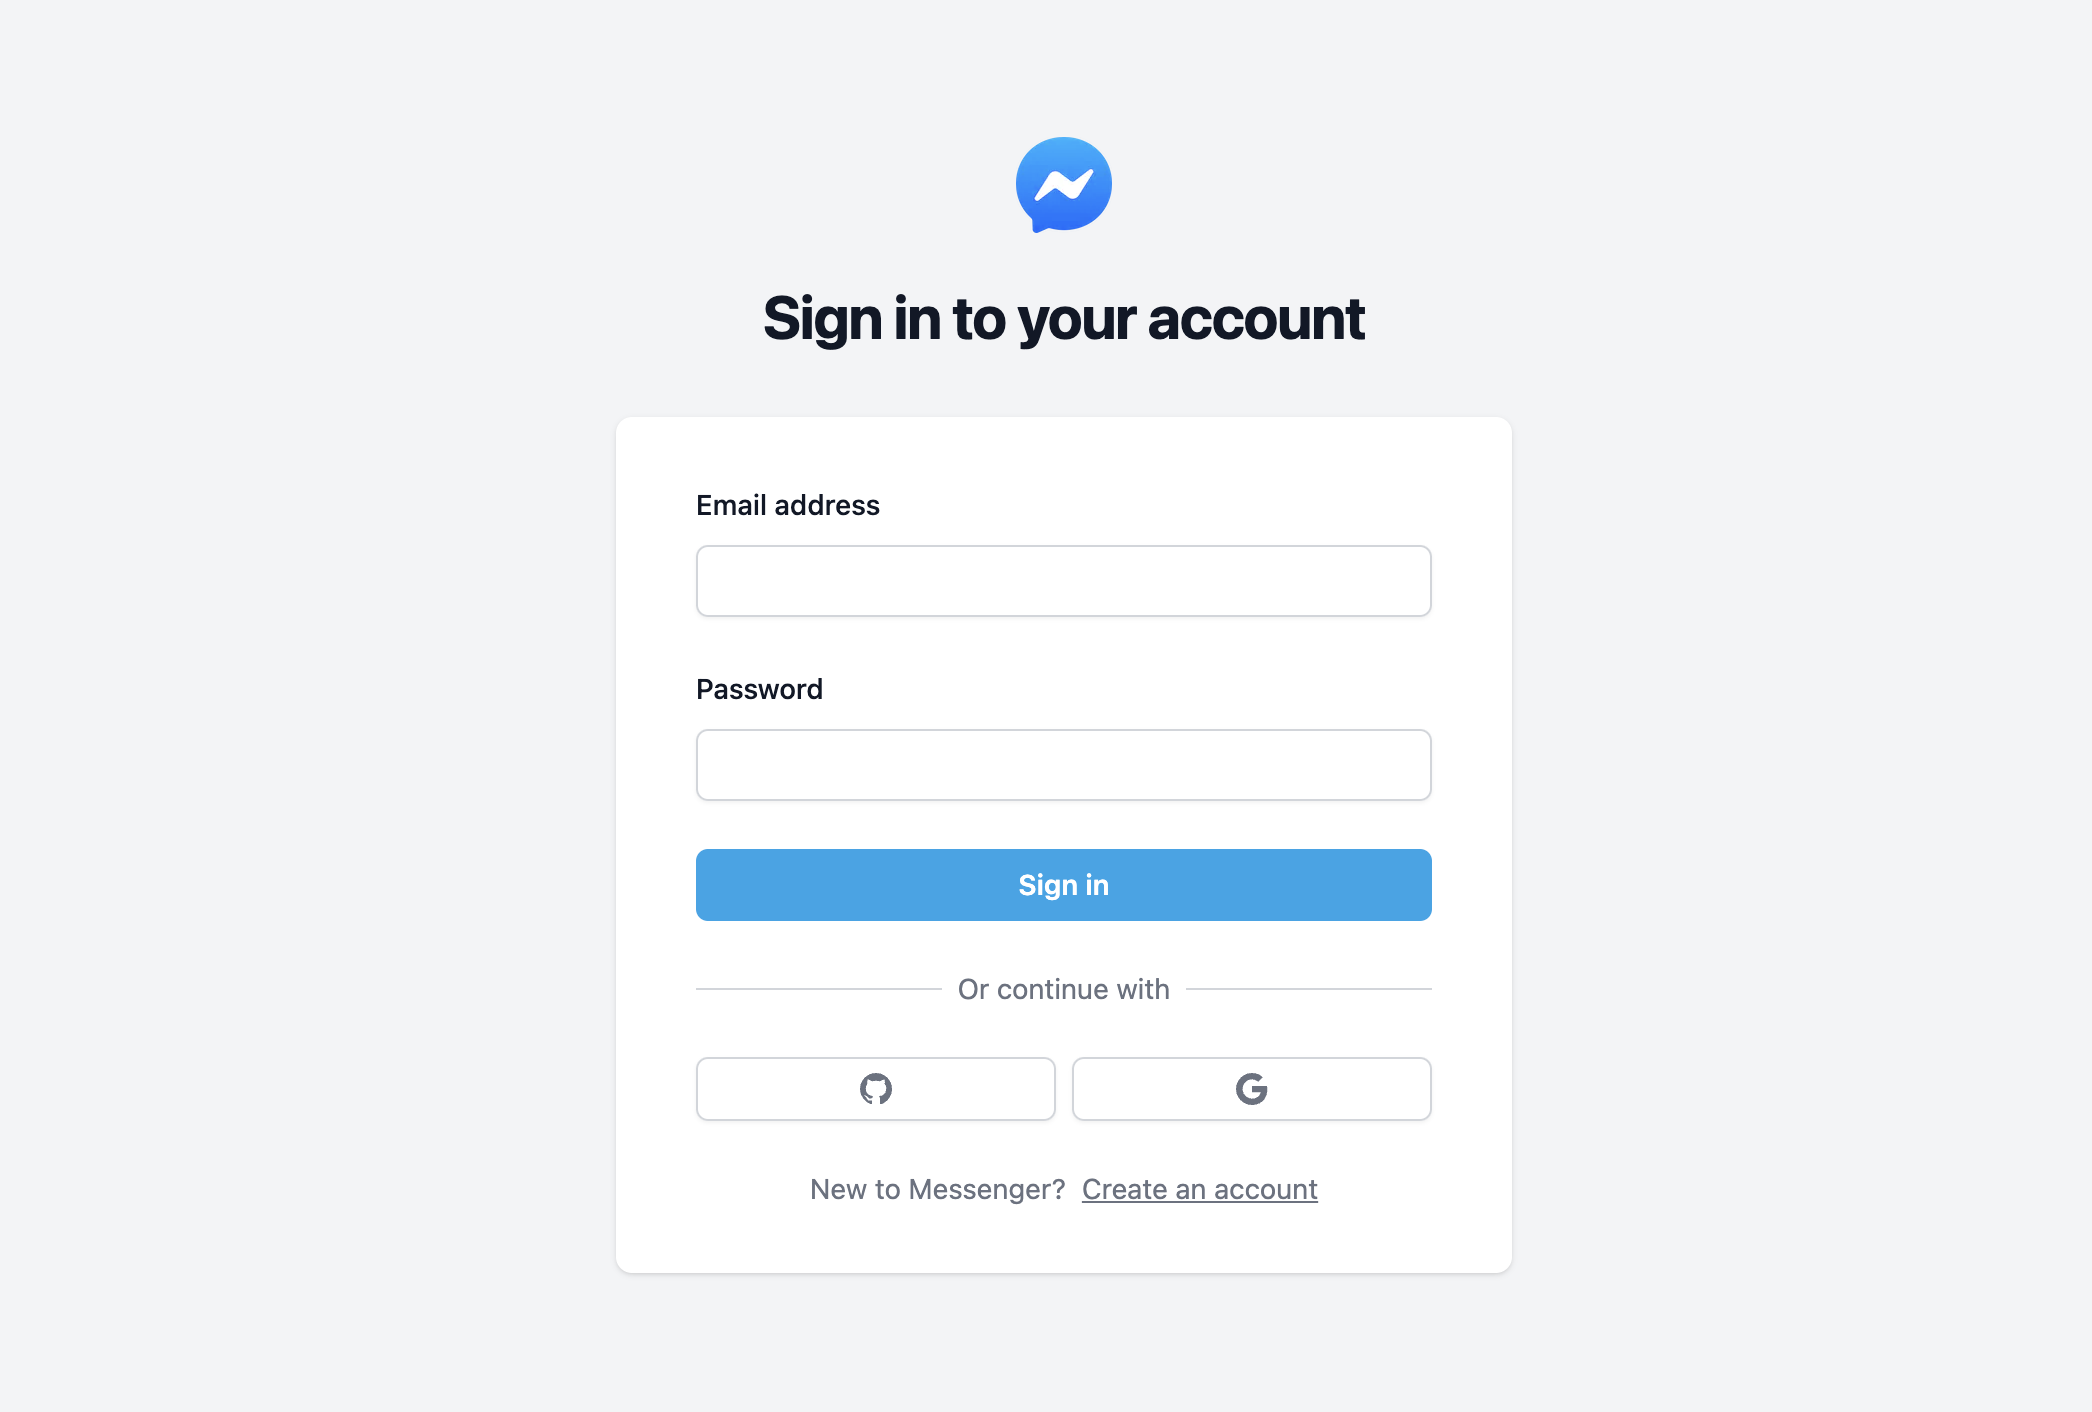 Sign in to your account
Email address
Password
Sign in
Or continue with
New to Messenger? Create an account